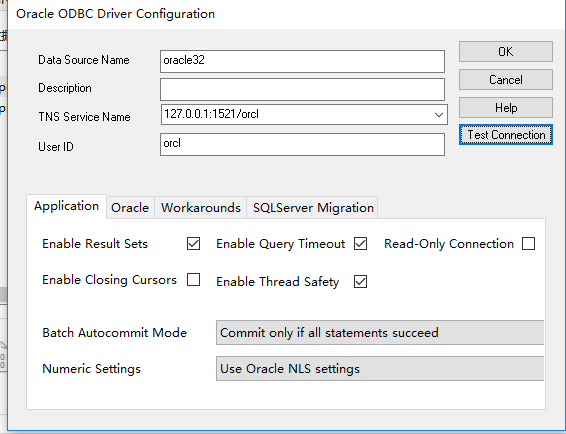 Oracle ODBC Driver Configuration
Data Source Name oracle32 OK
Description Cancel
TNS Service Name 127.0.0.1:1521/orcl Help
User ID orcl Test Connection
Application Oracle Workarounds SQLServer Migration
Enable Result Sets Enable Query Timeout Read-Only Connection
Enable Closing Cursors Enable Thread Safety
Batch Autocommit Mode Commit only if all statements succeed
Numeric Settings Use Oracle NLS settings